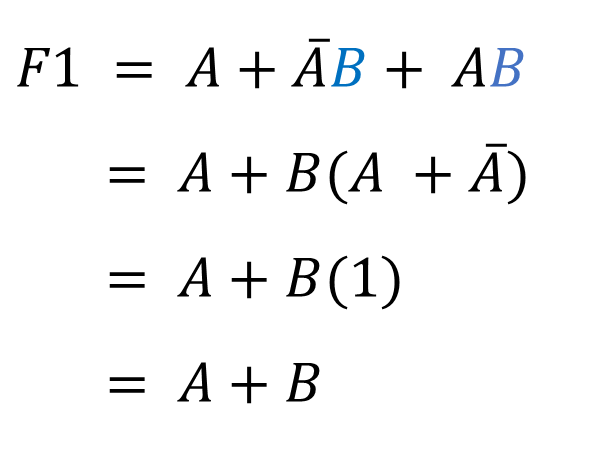 F1 = A + ĀB + AB
= A + B(A + Ā)
= A + B(1)
= A + B